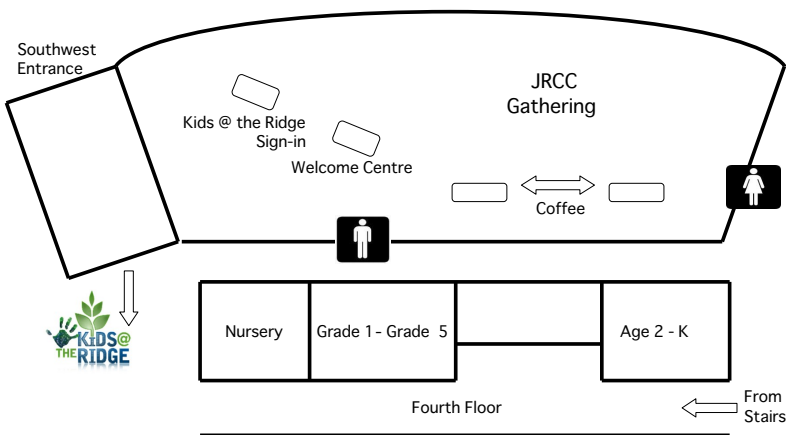 Southwest
Entrance
JRCC
Gathering
Kids @ the Ridge
Sign-in
Welcome Centre
Coffee
KiDS@
THE RIDGE
Nursery
Grade 1 - Grade 5
Age 2 - K
Fourth Floor
From
Stairs